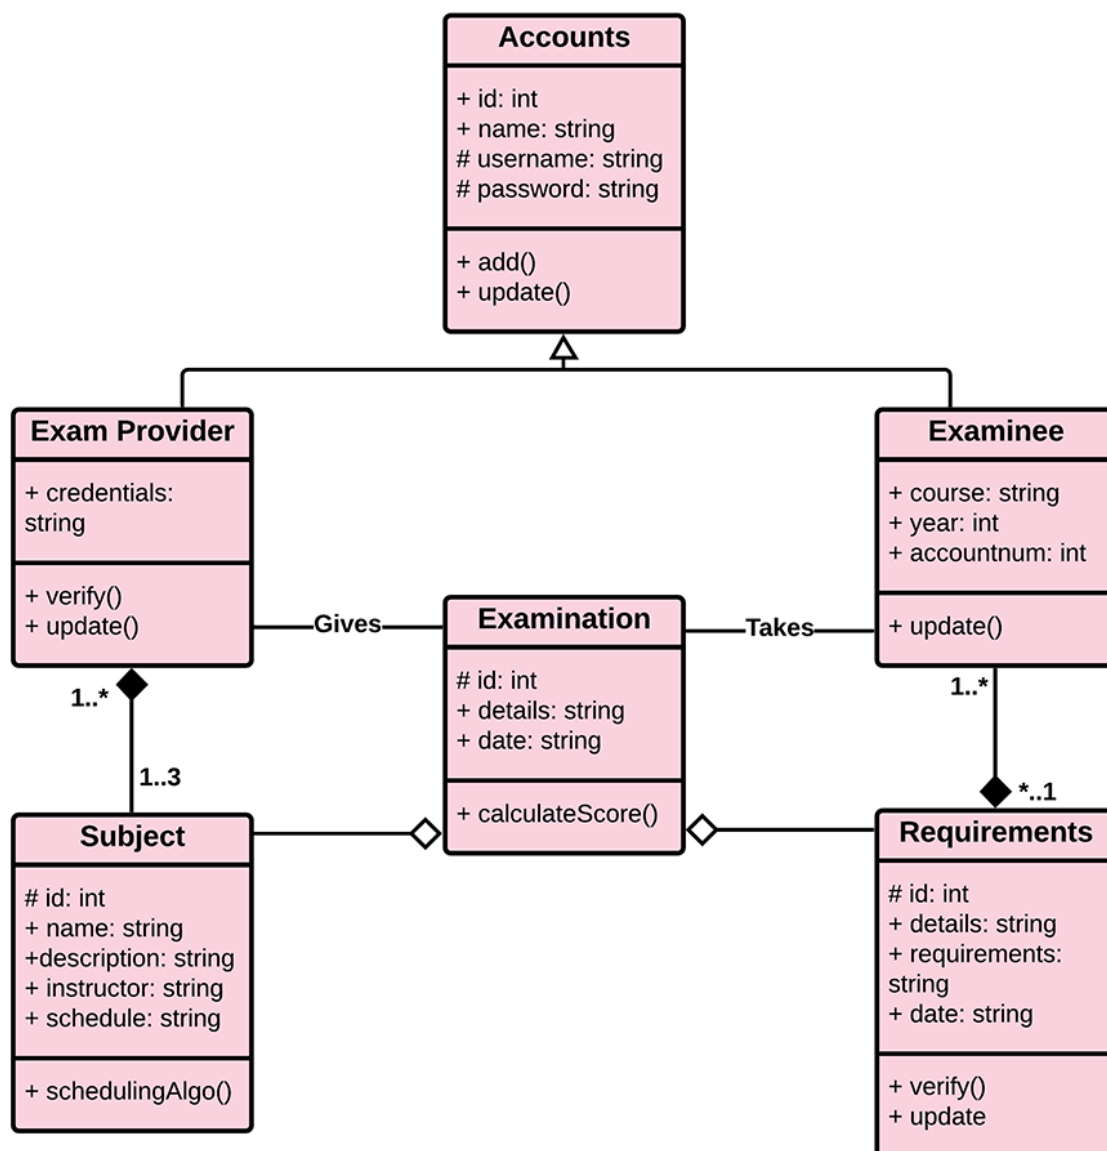 Accounts
+ id: int
+ name: string
# username: string
# password: string
+ add()
+ update()
Exam Provider
+ credentials:
string
+ verify()
+ update()
Examinee
+ course: string
+ year: int
+ accountnum: int
+ update()
Gives
Examination
# id: int
+ details: string
+ date: string
+ calculateScore()
Takes
1..*
1..3
1..*
*..1
Subject
# id: int
+ name: string
+description: string
+ instructor: string
+ schedule: string
+ schedulingAlgo()
Requirements
# id: int
+ details: string
+ requirements:
string
+ date: string
+ verify()
+ update